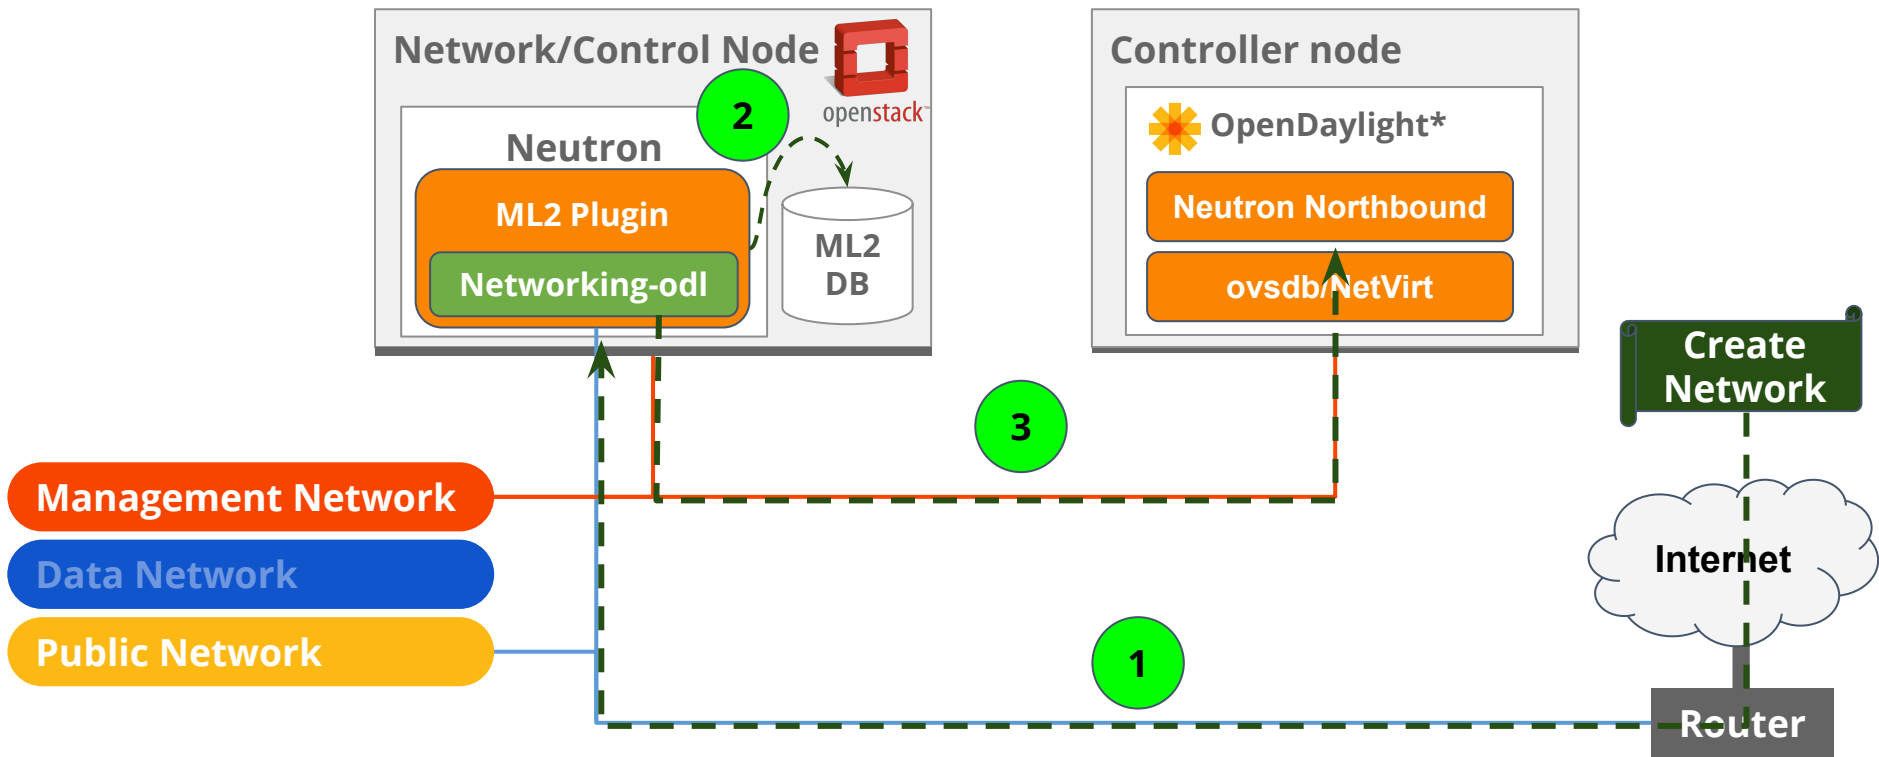 Network/Control Node
openstack™
2
Neutron
ML2 Plugin
Networking-odl
ML2
DB
Controller node
OpenDaylight*
Neutron Northbound
ovsdb/NetVirt
Create
Network
3
Management Network
Data Network
Public Network
Internet
1
Router